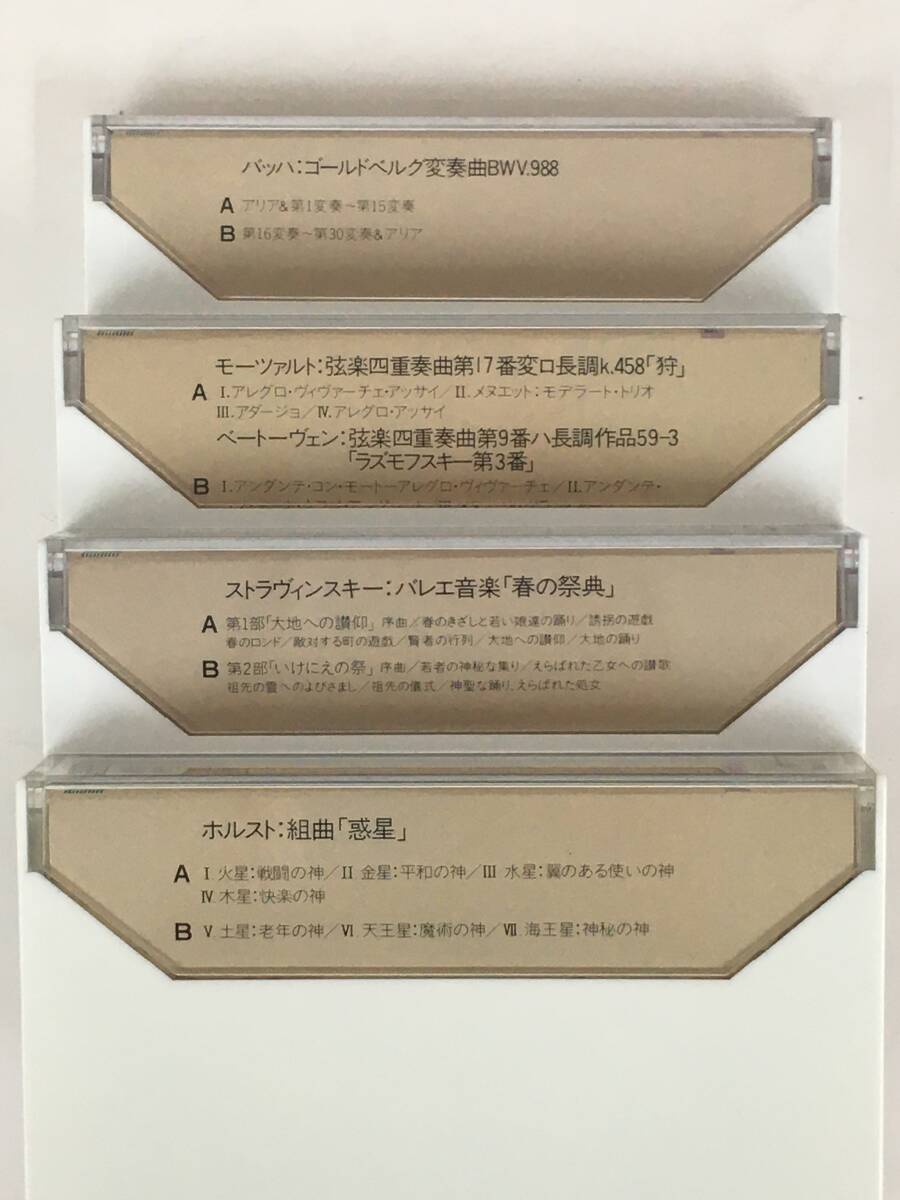 バッハ:ゴールドベルグ変奏曲BWV.988
A アリア&第1変奏~第15変奏
B 第16変奏~第30変奏&アリア
モーツァルト:弦楽四重奏曲第17番変ロ長調k.458「狩」
A Ⅰ.アレグロ・ヴィヴァーチェ・アッサイ/Ⅱ.メヌエット:モデラート・トリオ
Ⅲ.アダージョ/Ⅳ.アレグロ・アッサイ
ベートーヴェン:弦楽四重奏曲第9番ハ長調作品59-3
「ラズモフスキー第3番」
B Ⅰ.アンダンテ・コン・モートーアレグロ・ヴィヴァーチェ/Ⅱ.アンダンテ・
ストラヴィンスキー:バレエ音楽「春の祭典」
A 第1部「大地への讃仰」序曲/春のきざしと若い娘達の踊り/誘拐の遊戯
春のロンド/敵対する町の遊戯/賢者の行列/大地への讃仰/大地の踊り
B 第2部「いけにえの祭」序曲/若者の神秘な集り/えらばれた乙女への讃歌
祖先の霊へのよびさまし/祖先の儀式/神聖な踊り、えらばれた処女
ホルスト:組曲「惑星」
A Ⅰ.火星:戦闘の神/Ⅱ 金星:平和の神/Ⅲ 水星:翼のある使いの神
Ⅳ.木星:快楽の神
B Ⅴ.土星:老年の神/Ⅵ.天王星:魔術の神/Ⅶ.海王星:神秘の神